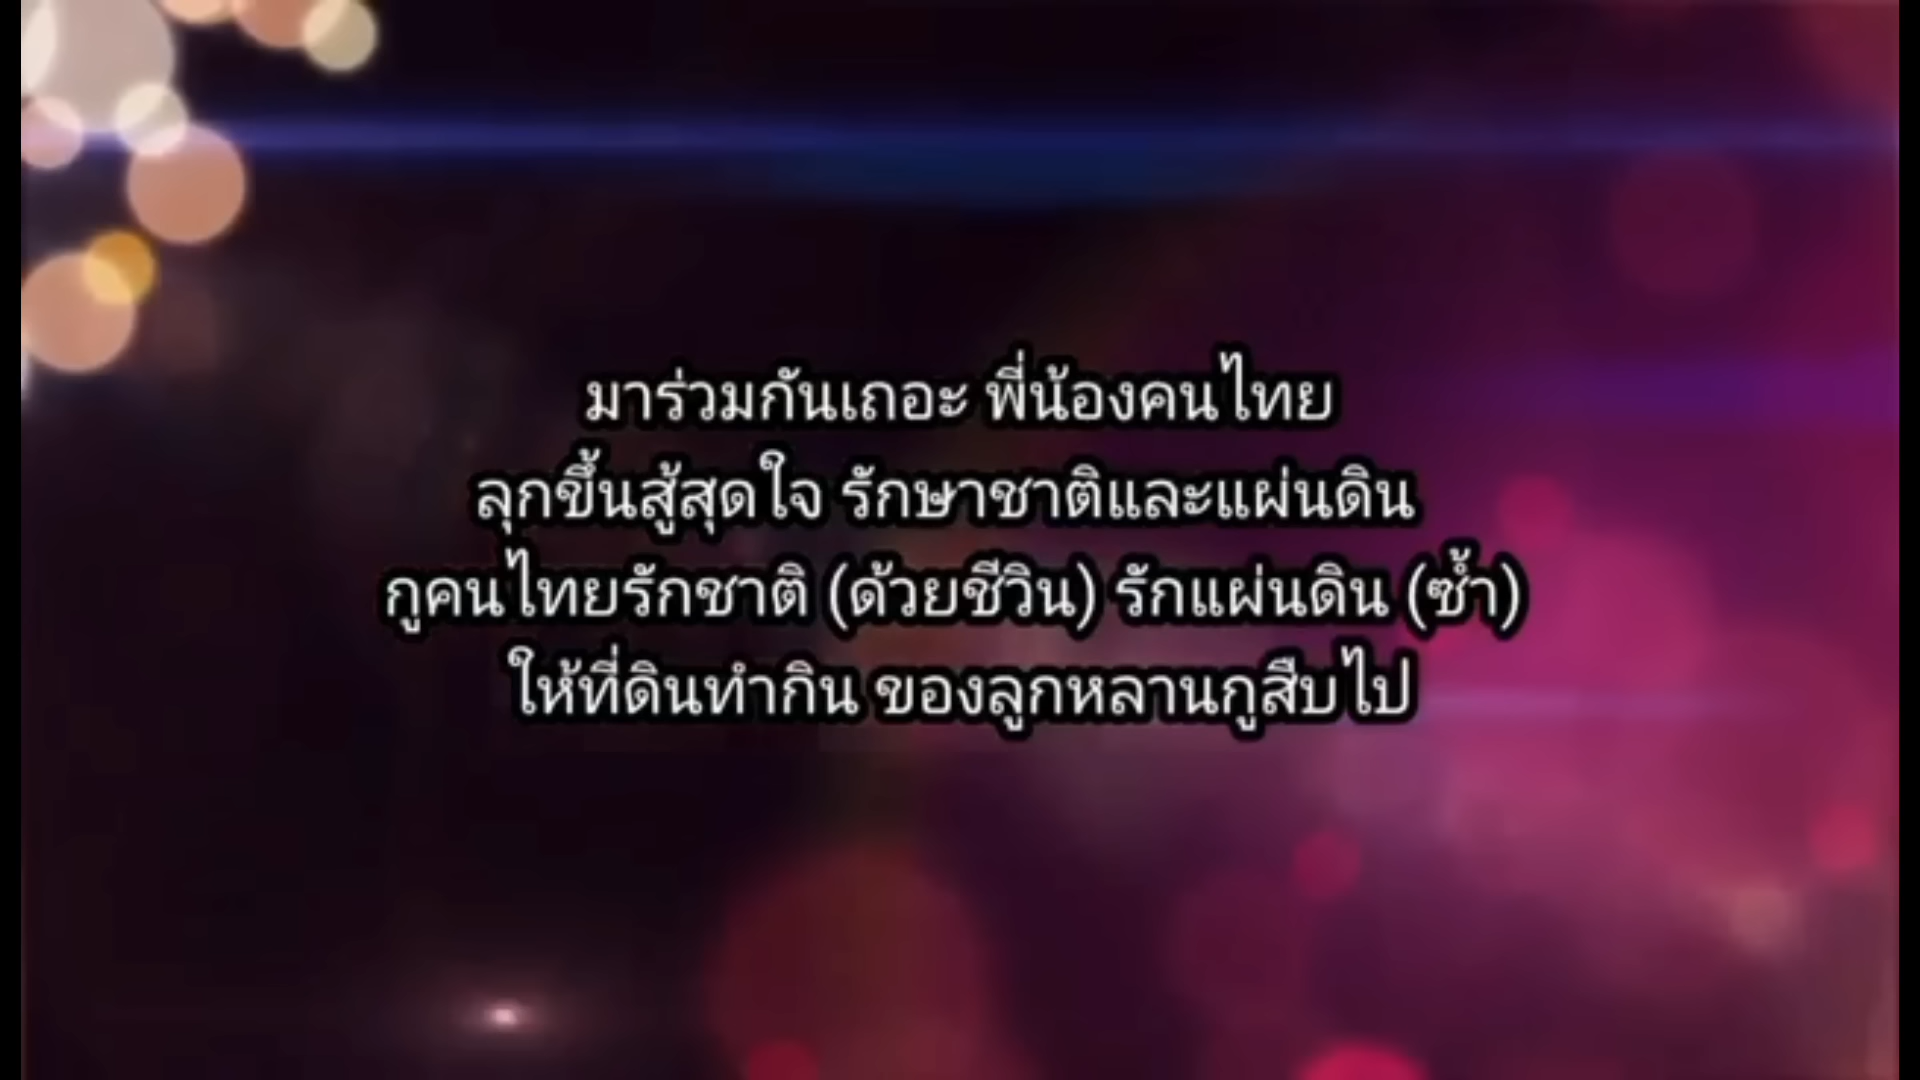 มาร่วมกันเถอะ พี่น้องคนไทย
ลุกขึ้นสู้สุดใจ รักษาชาติและแผ่นดิน
กูคนไทยรักชาติ (ด้วยชีวิน) รักแผ่นดิน (ซ้ำ)
ให้ที่ดินทำกิน ของลูกหลานกูสืบไป